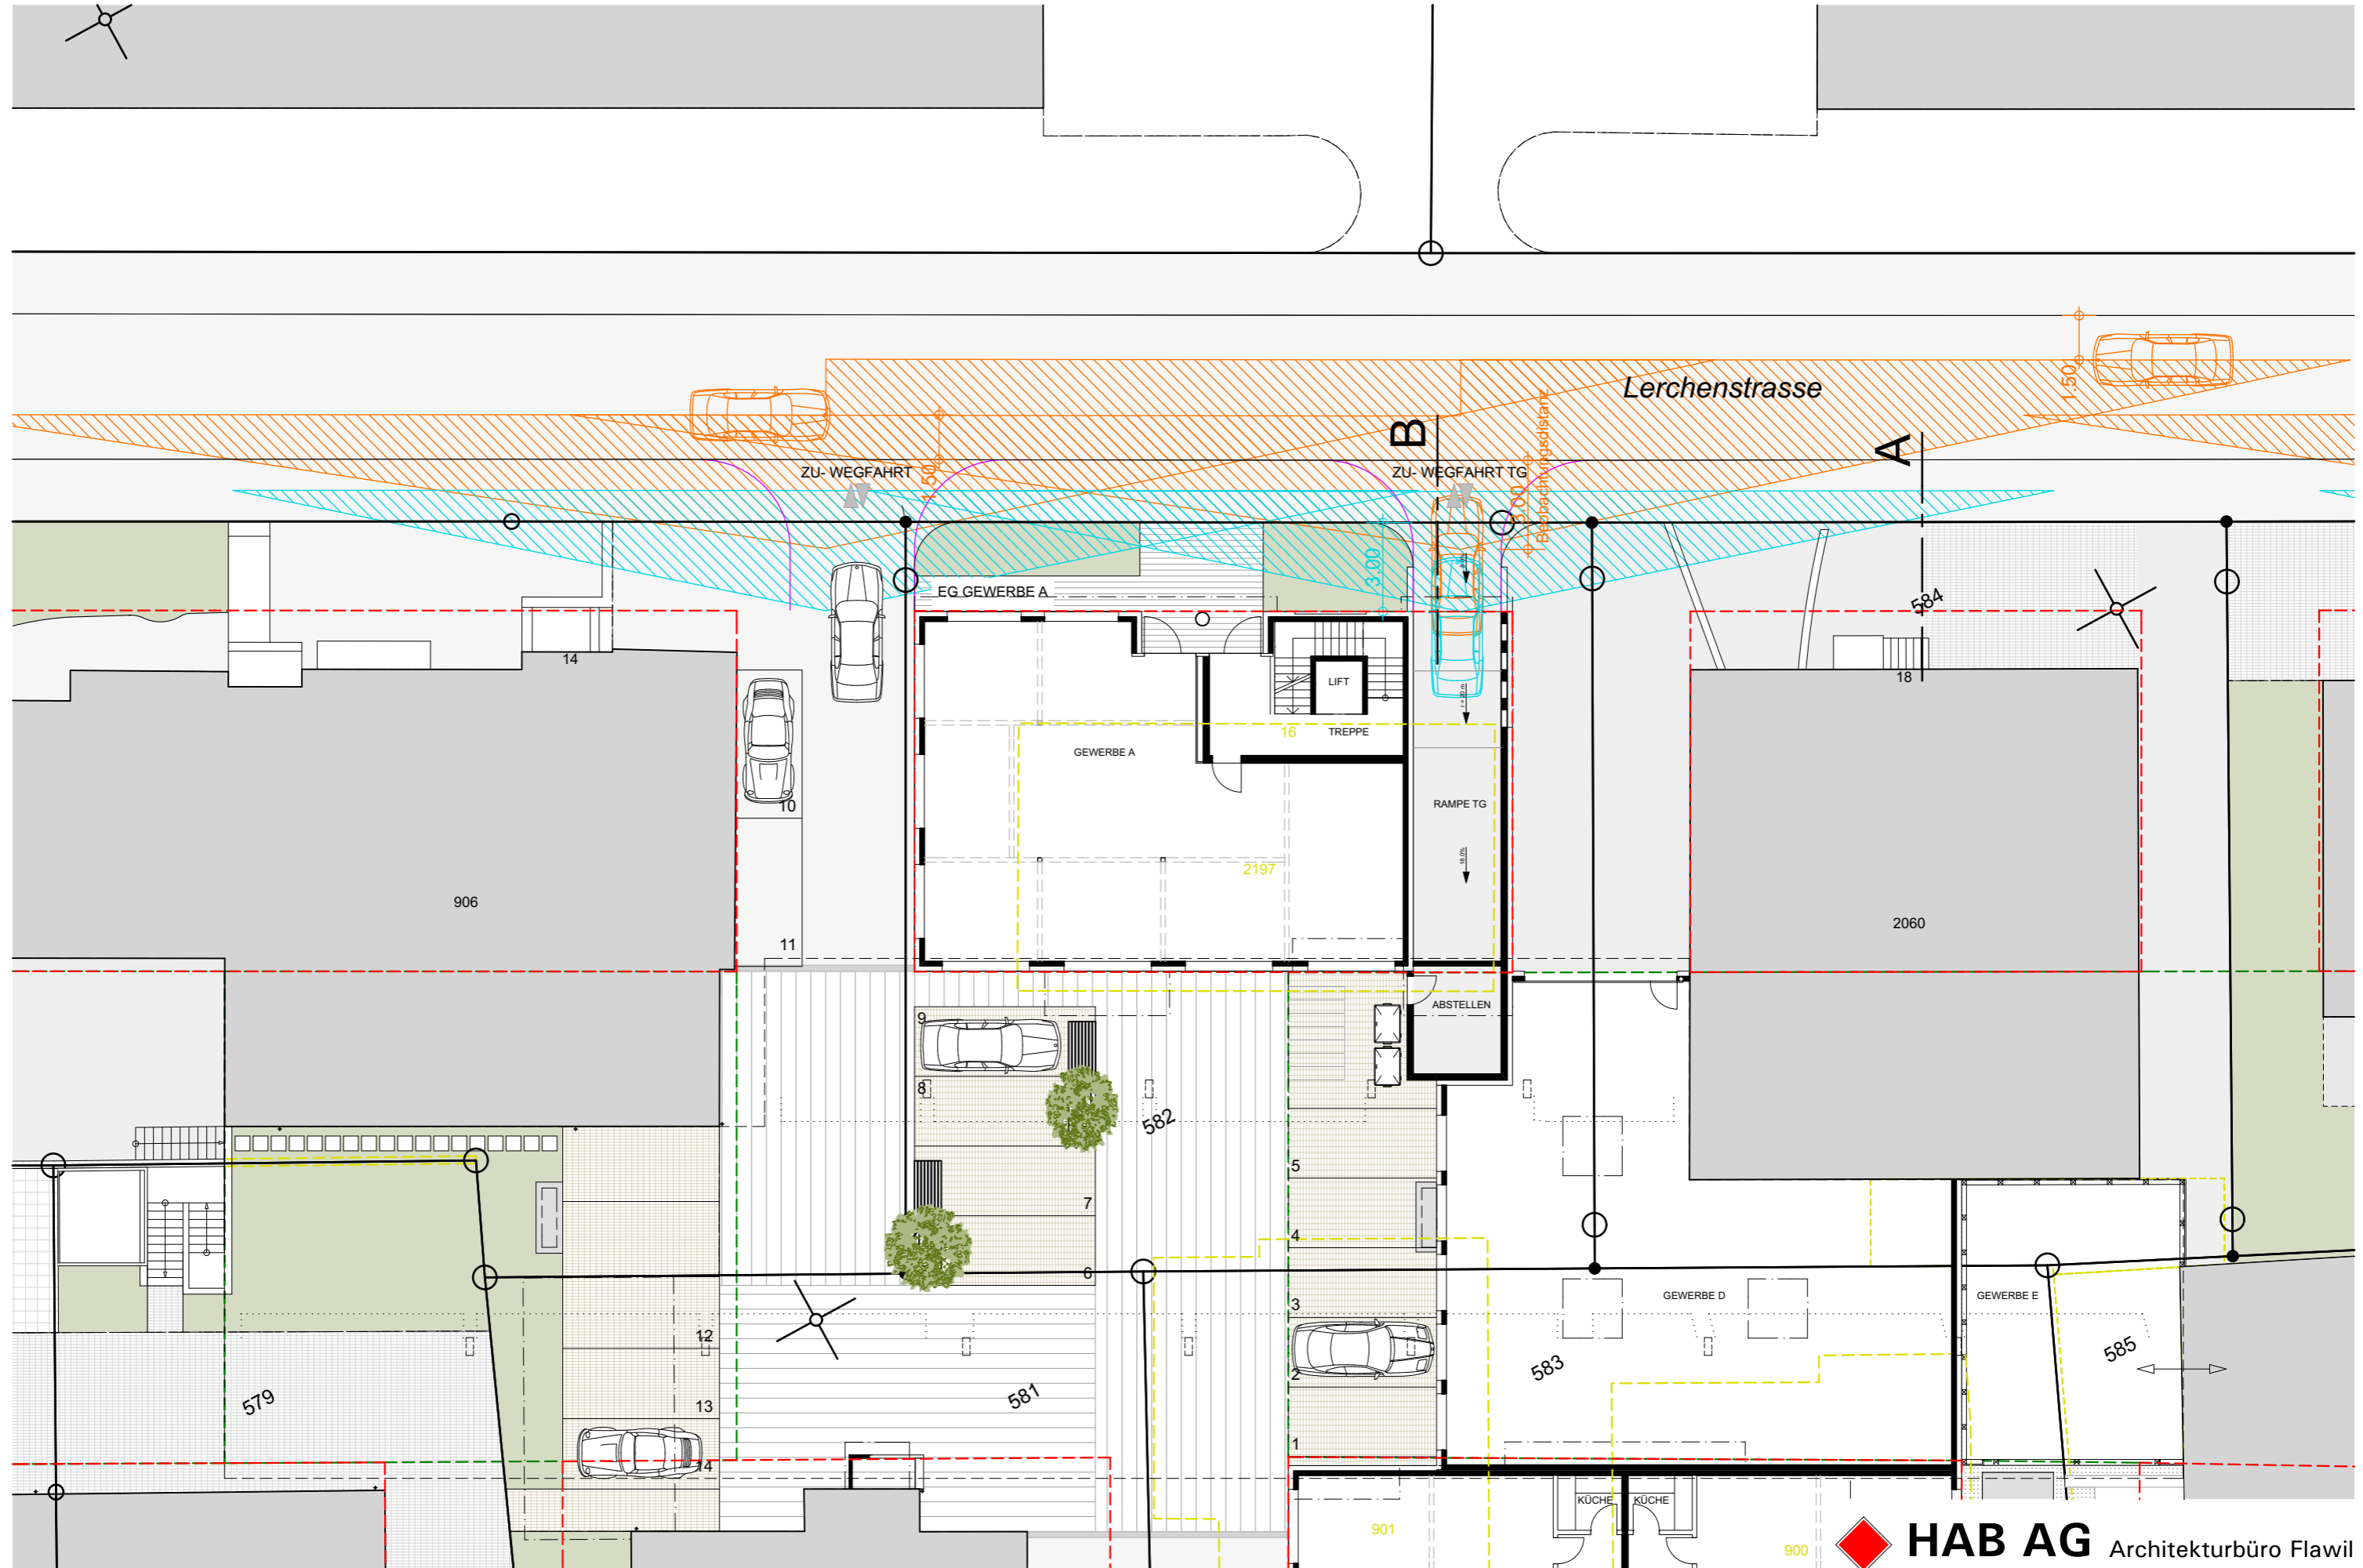 Lerchenstrasse
1.50
B
A
ZU- WEGFAHRT
1.50
ZU- WEGFAHRT TG
3.00
Beobachtungsdistanz
3.00
EG GEWERBE A
584
14
LIFT
18
16
TREPPE
GEWERBE A
10
RAMPE TG
18.0%
2197
906
2060
11
ABSTELLEN
9
8
582
5
7
4
6
GEWERBE D
GEWERBE E
3
12
585
583
2
579
581
13
1
14
KÜCHE
KÜCHE
901
900
HAB AG Architekturbüro Flawil